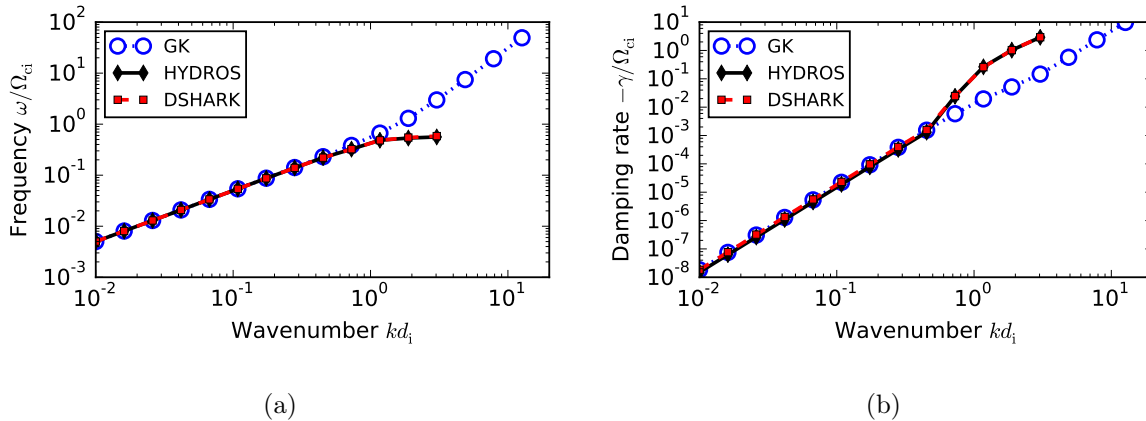 10^2
10^1
10^0
10^-1
10^-2
10^-3
Frequency ω/Ω_ci
GK
HYDROS
DSHARK
10^-2
10^-1
10^0
10^1
Wavenumber kd_i
(a)
10^1
10^0
10^-1
10^-2
10^-3
10^-4
10^-5
10^-6
10^-7
10^-8
Damping rate −γ/Ω_ci
GK
HYDROS
DSHARK
10^-2
10^-1
10^0
10^1
Wavenumber kd_i
(b)